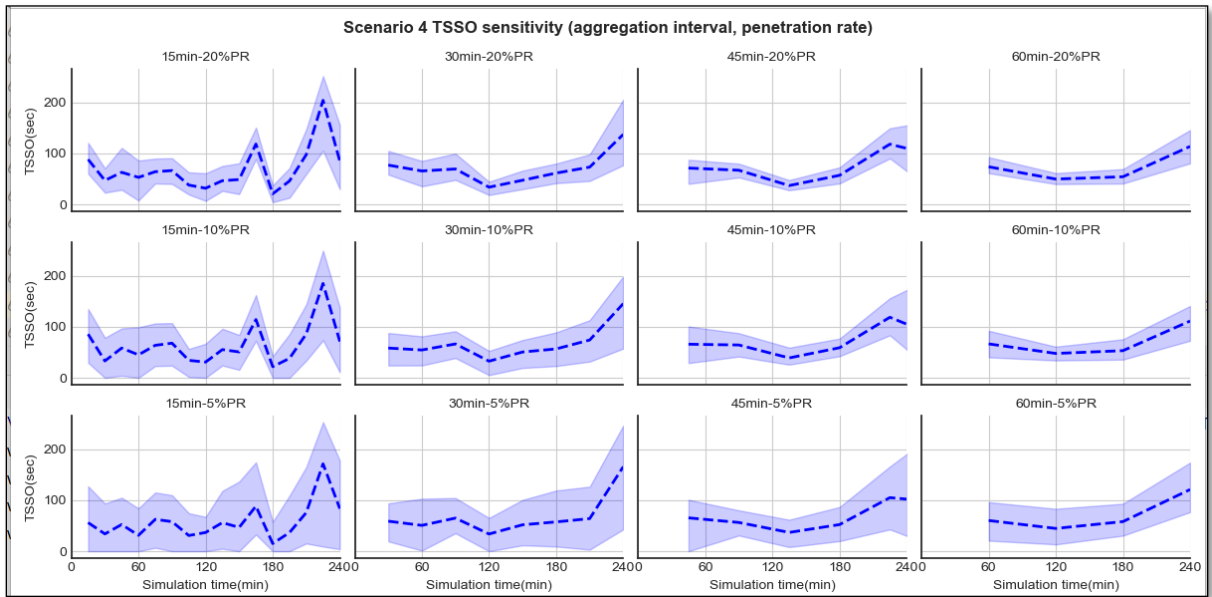 Scenario 4 TSSO sensitivity (aggregation interval, penetration rate)
15min-20%PR
30min-20%PR
45min-20%PR
60min-20%PR
200
100
0
TSSO(sec)
15min-10%PR
30min-10%PR
45min-10%PR
60min-10%PR
200
100
0
TSSO(sec)
15min-5%PR
30min-5%PR
45min-5%PR
60min-5%PR
200
100
0
TSSO(sec)
0 60 120 180 240
0 60 120 180 240
0 60 120 180 240
0 60 120 180 240
Simulation time(min)
Simulation time(min)
Simulation time(min)
Simulation time(min)